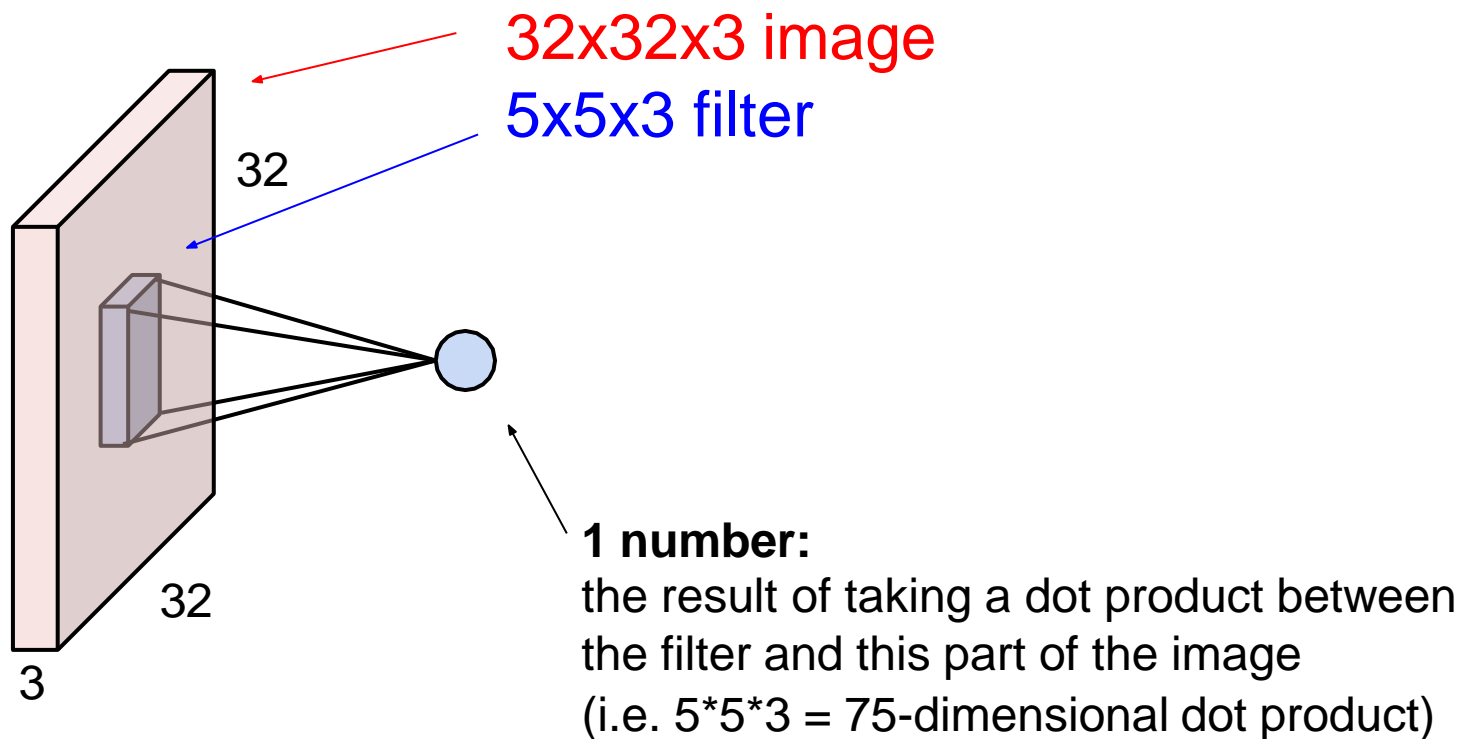 32x32x3 image
5x5x3 filter
32
32
3
1 number:
the result of taking a dot product between
the filter and this part of the image
(i.e. 5*5*3 = 75-dimensional dot product)